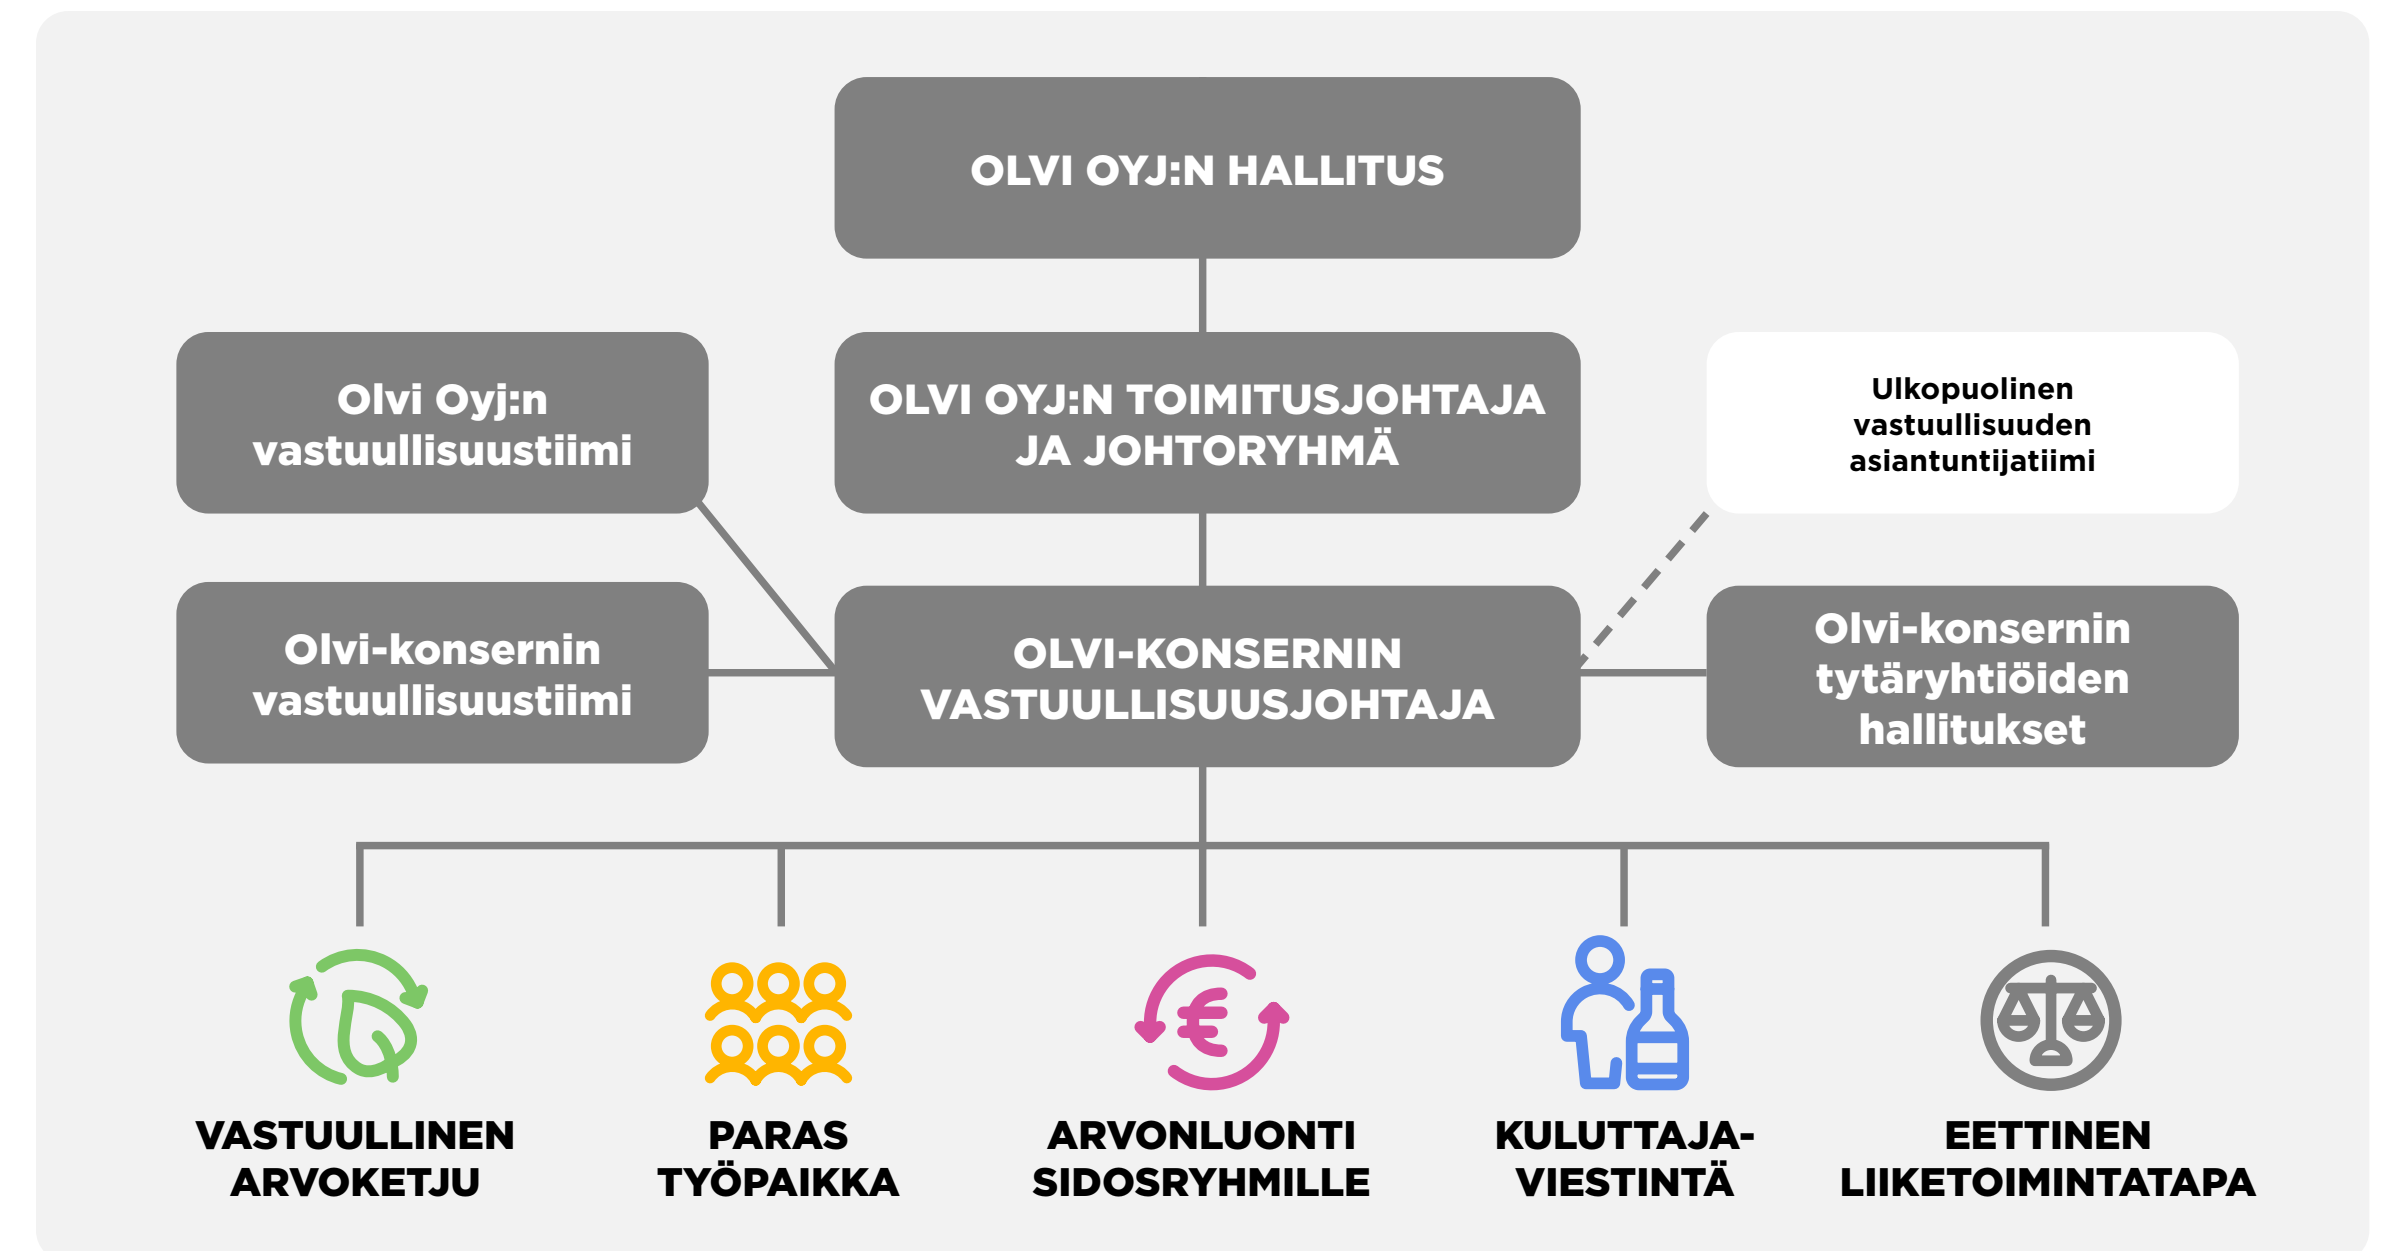 OLVI OYJ:N HALLITUS
Olvi Oyj:n
vastuullisuustiimi
OLVI OYJ:N TOIMITUSJOHTAJA
JA JOHTORYHMÄ
Ulkopuolinen
vastuullisuuden
asiantuntijatiimi
Olvi-konsernin
vastuullisuustiimi
OLVI-KONSERNIN
VASTUULLISUUSJOHTAJA
Olvi-konsernin
tytäryhtiöiden
hallitukset
VASTUULLINEN
ARVOKETJU
PARAS
TYÖPAIKKA
ARVONLUONTI
SIDOSRYHMILLE
KULUTTAJA-
VIESTINTÄ
EETTINEN
LIIKETOIMINTATAPA